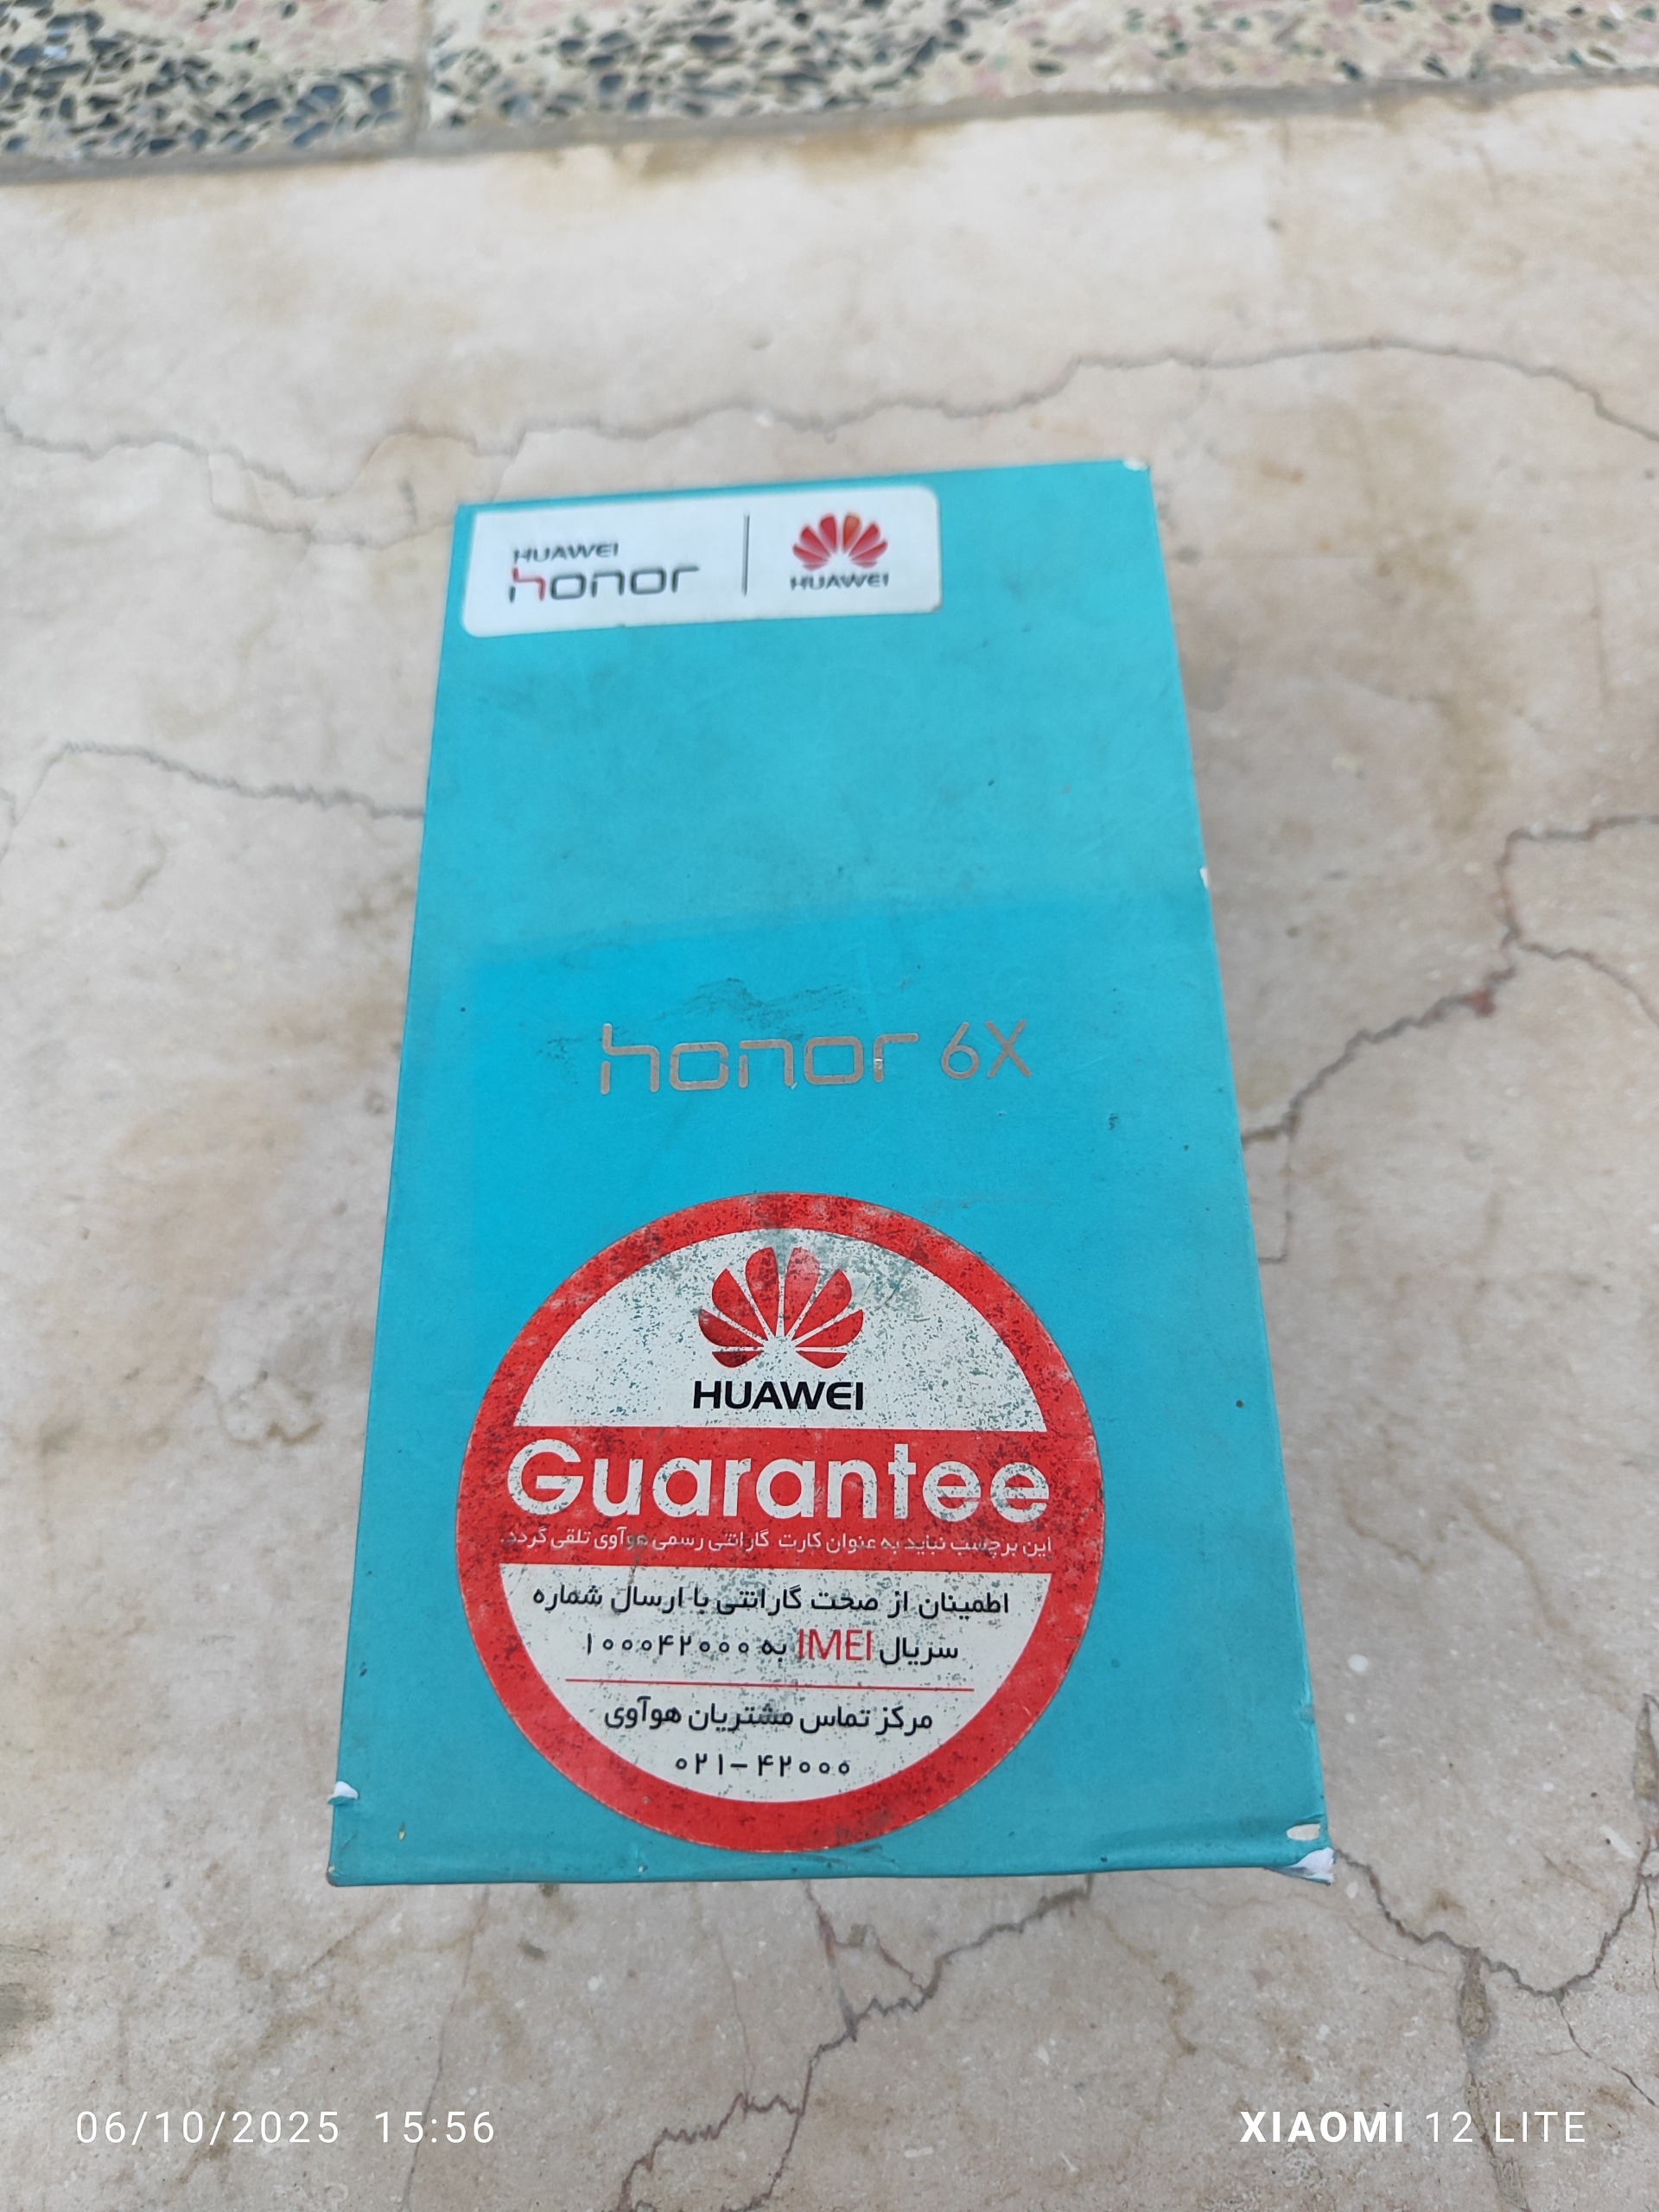 HUAWEI
honor
HUAWEI
honor 6X
HUAWEI
Guarantee
این برچسب نباید به عنوان کارت گارانتی رسمی هوآوی تلقی گردد.
اطمینان از صحت گارانتی با ارسال شماره
سریال IMEI به ۱۰۰۰۴۲۰۰۰
مرکز تماس مشتریان هوآوی
۰۲۱-۴۲۰۰۰
06/10/2025 15:56
XIAOMI 12 LITE